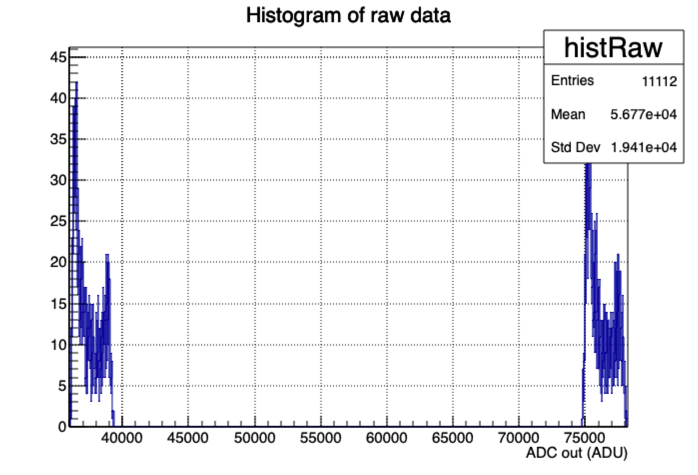 Histogram of raw data
histRaw
Entries 11112
Mean 5.677e+04
Std Dev 1.941e+04
45
40
35
30
25
20
15
10
5
0
40000 45000 50000 55000 60000 65000 70000 75000
ADC out (ADU)